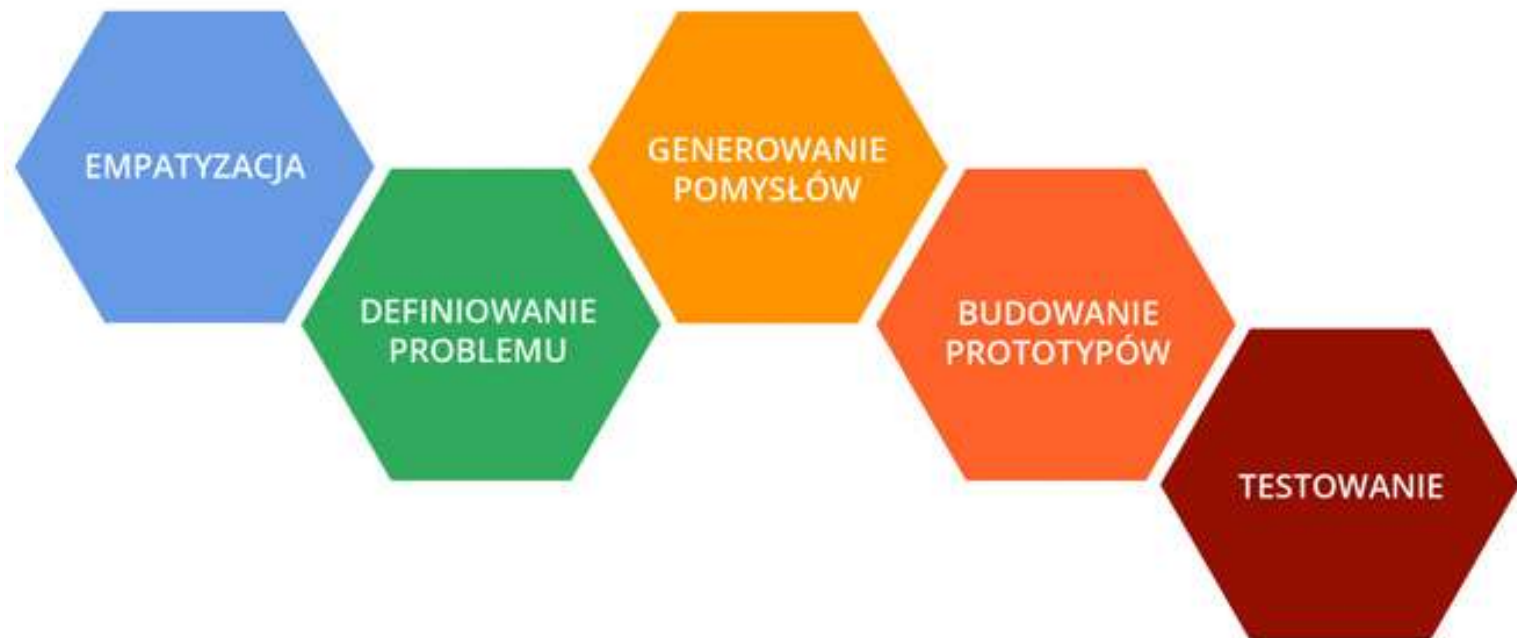 EMPATYZACJA
DEFINIOWANIE
PROBLEMU
GENEROWANIE
POMYSŁÓW
BUDOWANIE
PROTOTYPÓW
TESTOWANIE